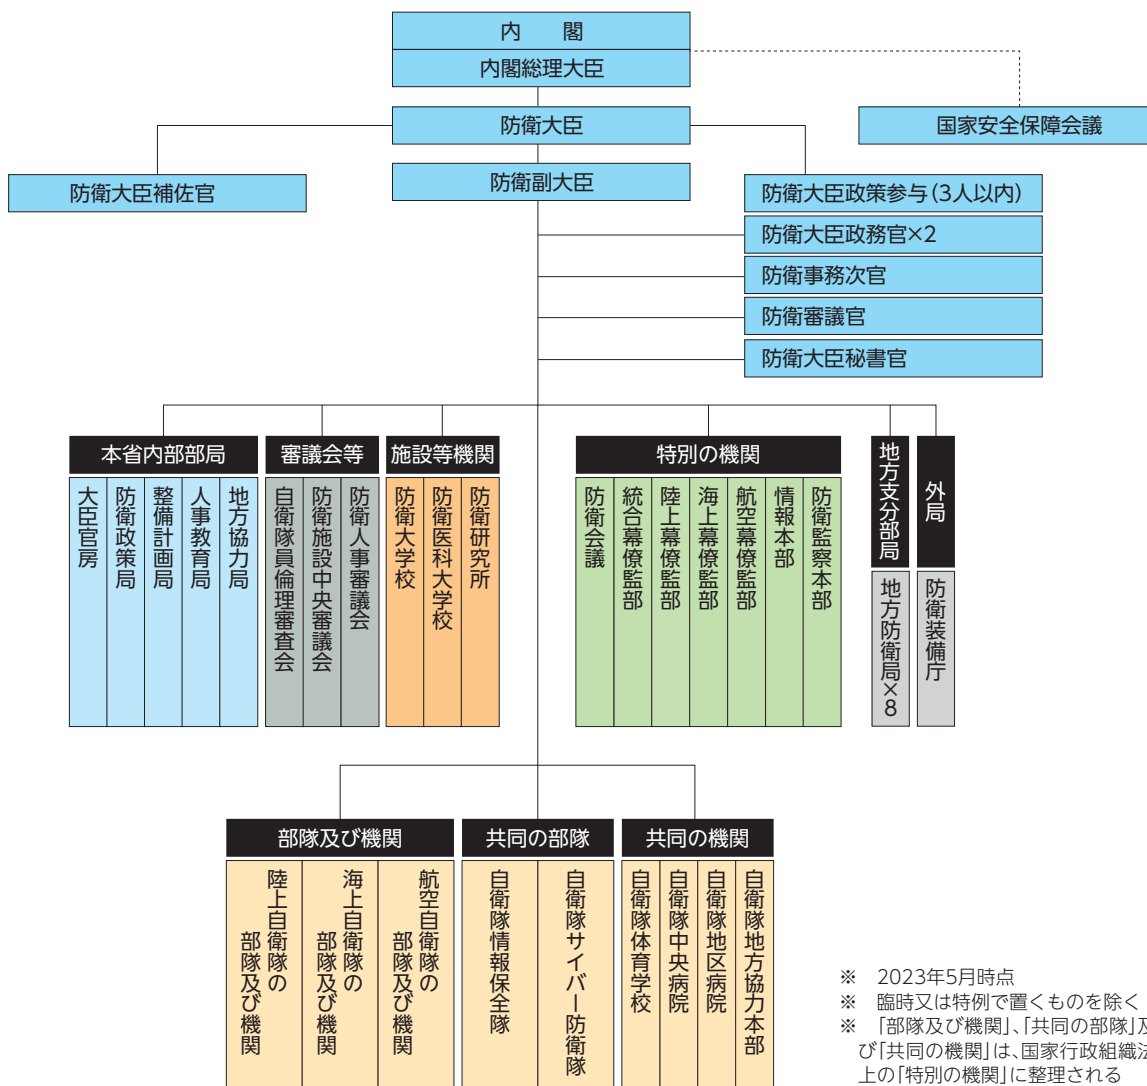 内　閣
内閣総理大臣
防衛大臣
国家安全保障会議
防衛副大臣
防衛大臣補佐官
防衛大臣政策参与(3人以内)
防衛大臣政務官×2
防衛事務次官
防衛審議官
防衛大臣秘書官
本省内部部局
大臣官房
防衛政策局
整備計画局
人事教育局
地方協力局
審議会等
自衛隊員倫理審査会
防衛施設中央審議会
防衛人事審議会
施設等機関
防衛大学校
防衛医科大学校
防衛研究所
特別の機関
防衛会議
統合幕僚監部
陸上幕僚監部
海上幕僚監部
航空幕僚監部
情報本部
防衛監察本部
地方支分部局
地方防衛局×8
外局
防衛装備庁
部隊及び機関
陸上自衛隊の
部隊及び機関
海上自衛隊の
部隊及び機関
航空自衛隊の
部隊及び機関
共同の部隊
自衛隊情報保全隊
自衛隊サイバー防衛隊
共同の機関
自衛隊体育学校
自衛隊中央病院
自衛隊地区病院
自衛隊地方協力本部
※　2023年5月時点
※　臨時又は特例で置くものを除く
※　「部隊及び機関」、「共同の部隊」及
び「共同の機関」は、国家行政組織法
上の「特別の機関」に整理される